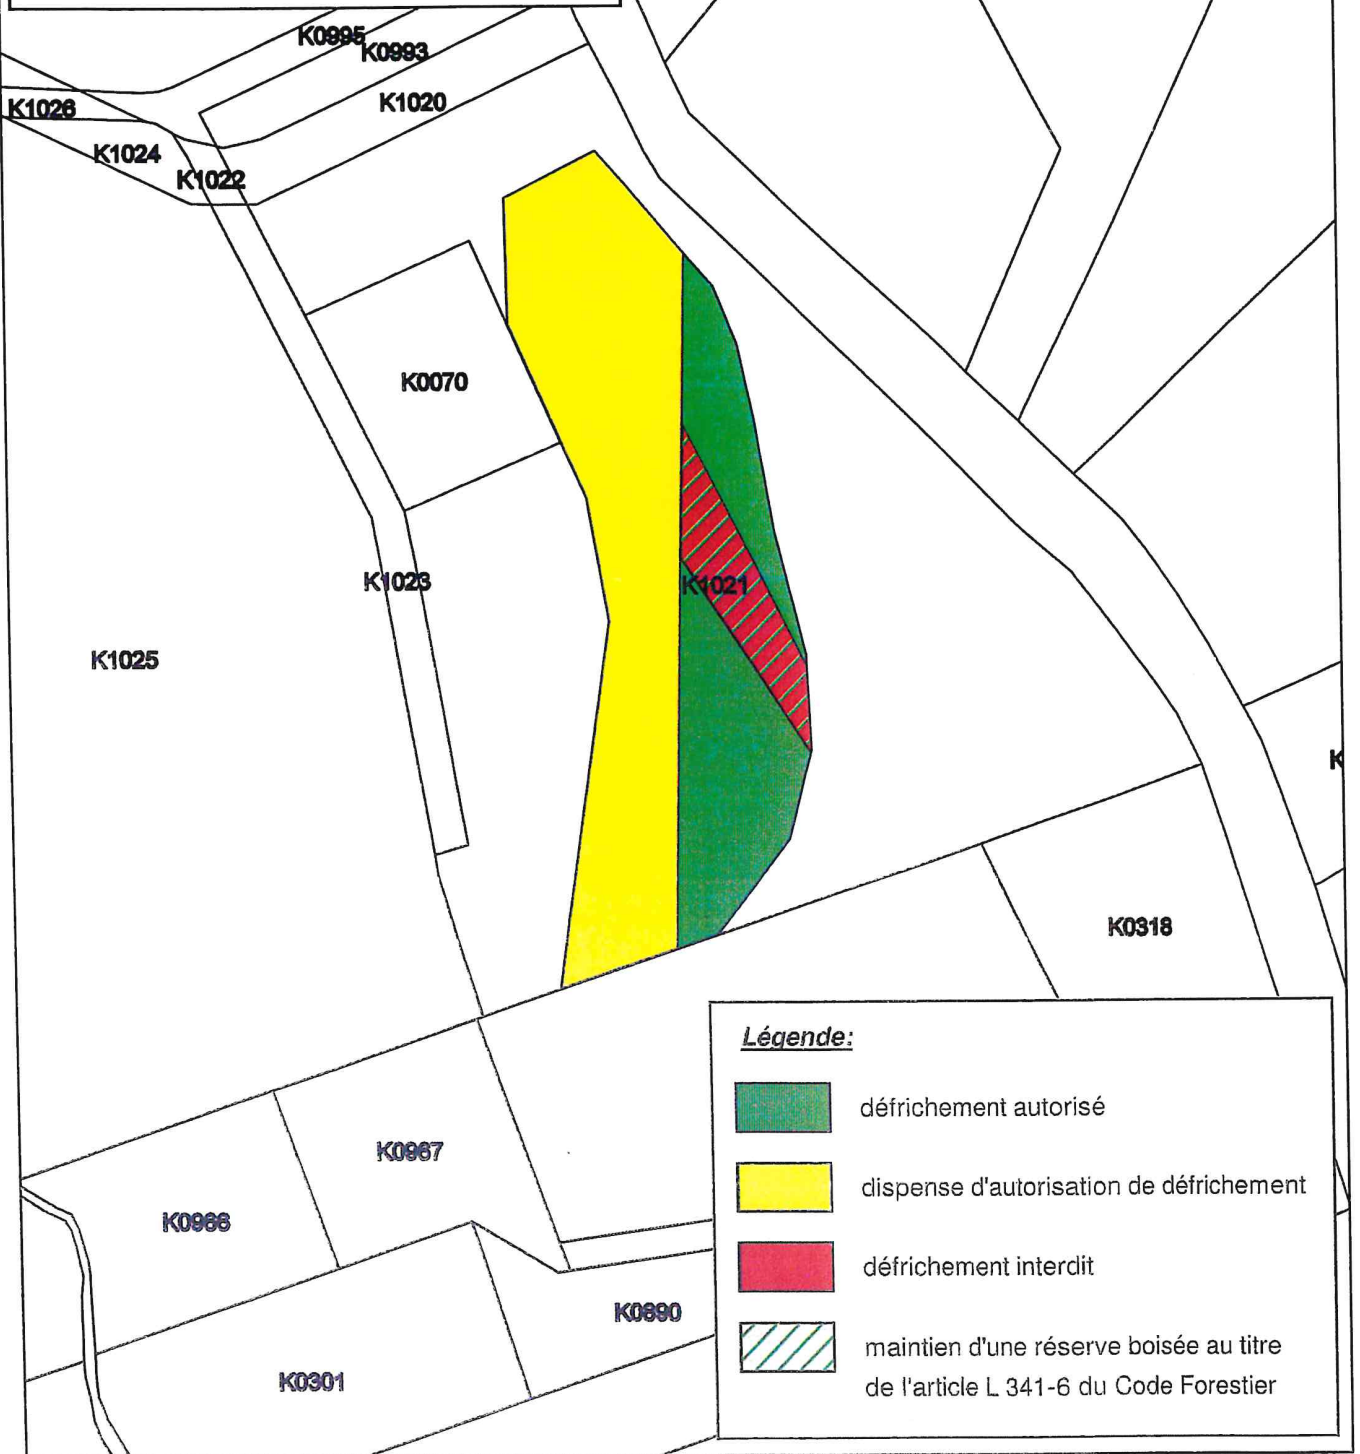 K0995
K0993
K1026
K1020
K1024
K1022
K0070
K1023
K1021
K1025
K
K0318
Légende:
défrichement autorisé
K0967
dispense d'autorisation de défrichement
K0966
défrichement interdit
K0890
maintien d'une réserve boisée au titre
de l'article L 341-6 du Code Forestier
K0301